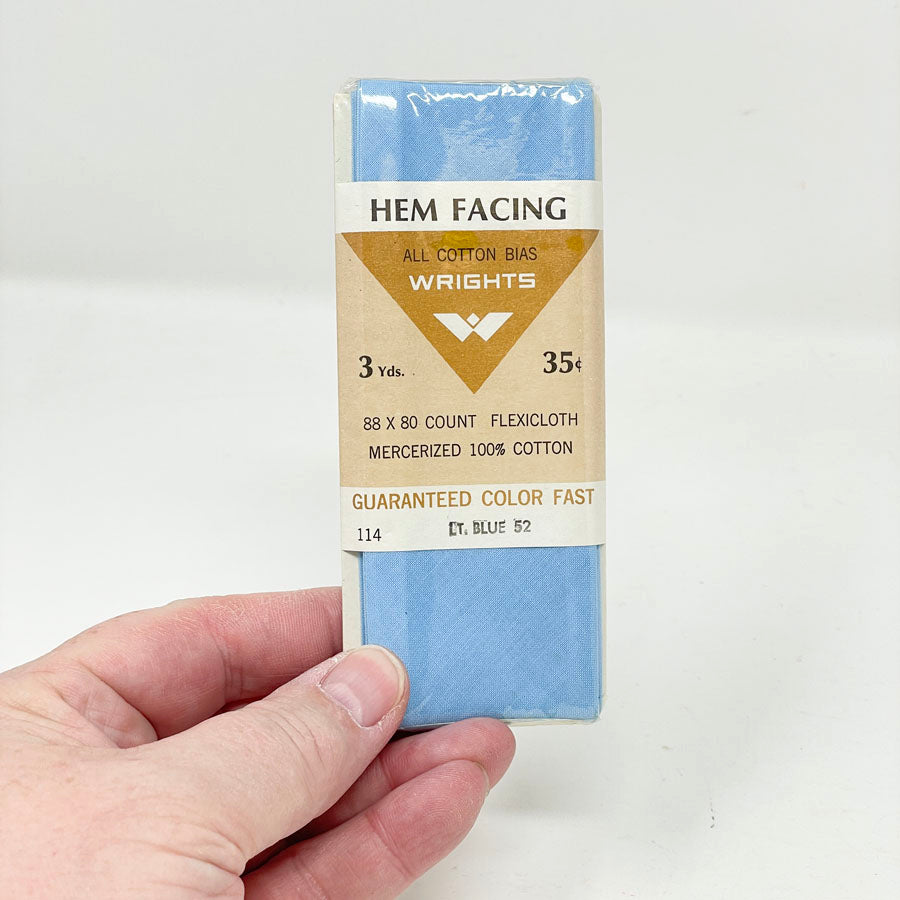 HEM FACING
ALL COTTON BIAS
WRIGHTS
3 Yds. 35¢
88 X 80 COUNT FLEXICLOTH
MERCERIZED 100% COTTON
GUARANTEED COLOR FAST
114 LT. BLUE 52